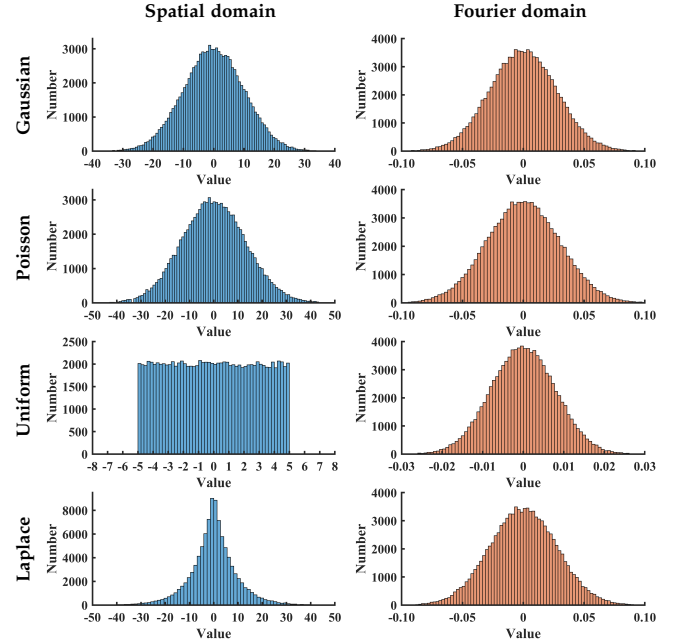 Spatial domain
Fourier domain
Gaussian
Number
3000
2000
1000
0
-40 -30 -20 -10 0 10 20 30 40
Value
Number
4000
3000
2000
1000
0
-0.10 -0.05 0 0.05 0.10
Value
Poisson
Number
3000
2000
1000
0
-50 -40 -30 -20 -10 0 10 20 30 40 50
Value
Number
4000
3000
2000
1000
0
-0.10 -0.05 0 0.05 0.10
Value
Uniform
Number
2500
2000
1500
1000
500
0
-8 -7 -6 -5 -4 -3 -2 -1 0 1 2 3 4 5 6 7 8
Value
Number
4000
3000
2000
1000
0
-0.03 -0.02 -0.01 0 0.01 0.02 0.03
Value
Laplace
Number
8000
6000
4000
2000
0
-50 -40 -30 -20 -10 0 10 20 30 40 50
Value
Number
4000
3000
2000
1000
0
-0.10 -0.05 0 0.05 0.10
Value